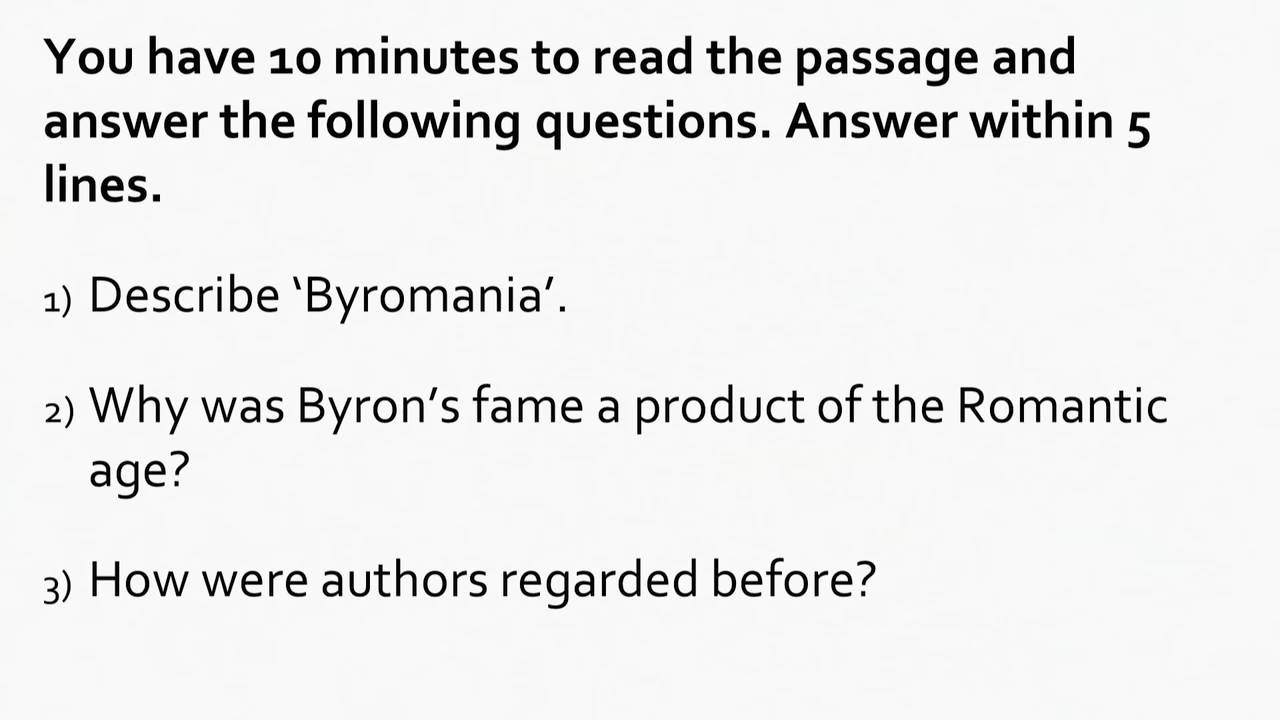 You have 10 minutes to read the passage and
answer the following questions. Answer within 5
lines.
1) Describe ‘Byromania’.
2) Why was Byron’s fame a product of the Romantic
age?
3) How were authors regarded before?